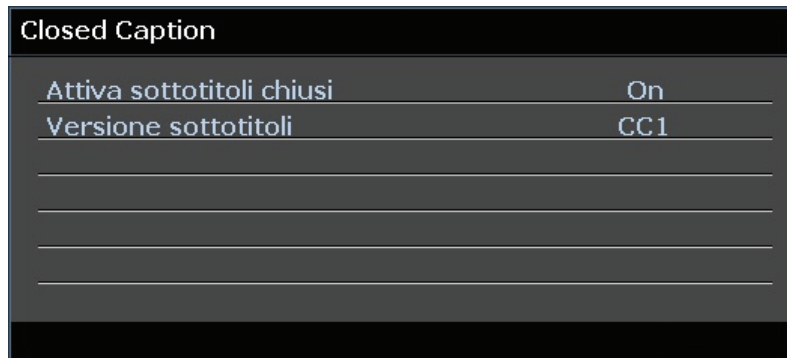 Closed Caption
Attiva sottotitoli chiusi On
Versione sottotitoli CC1